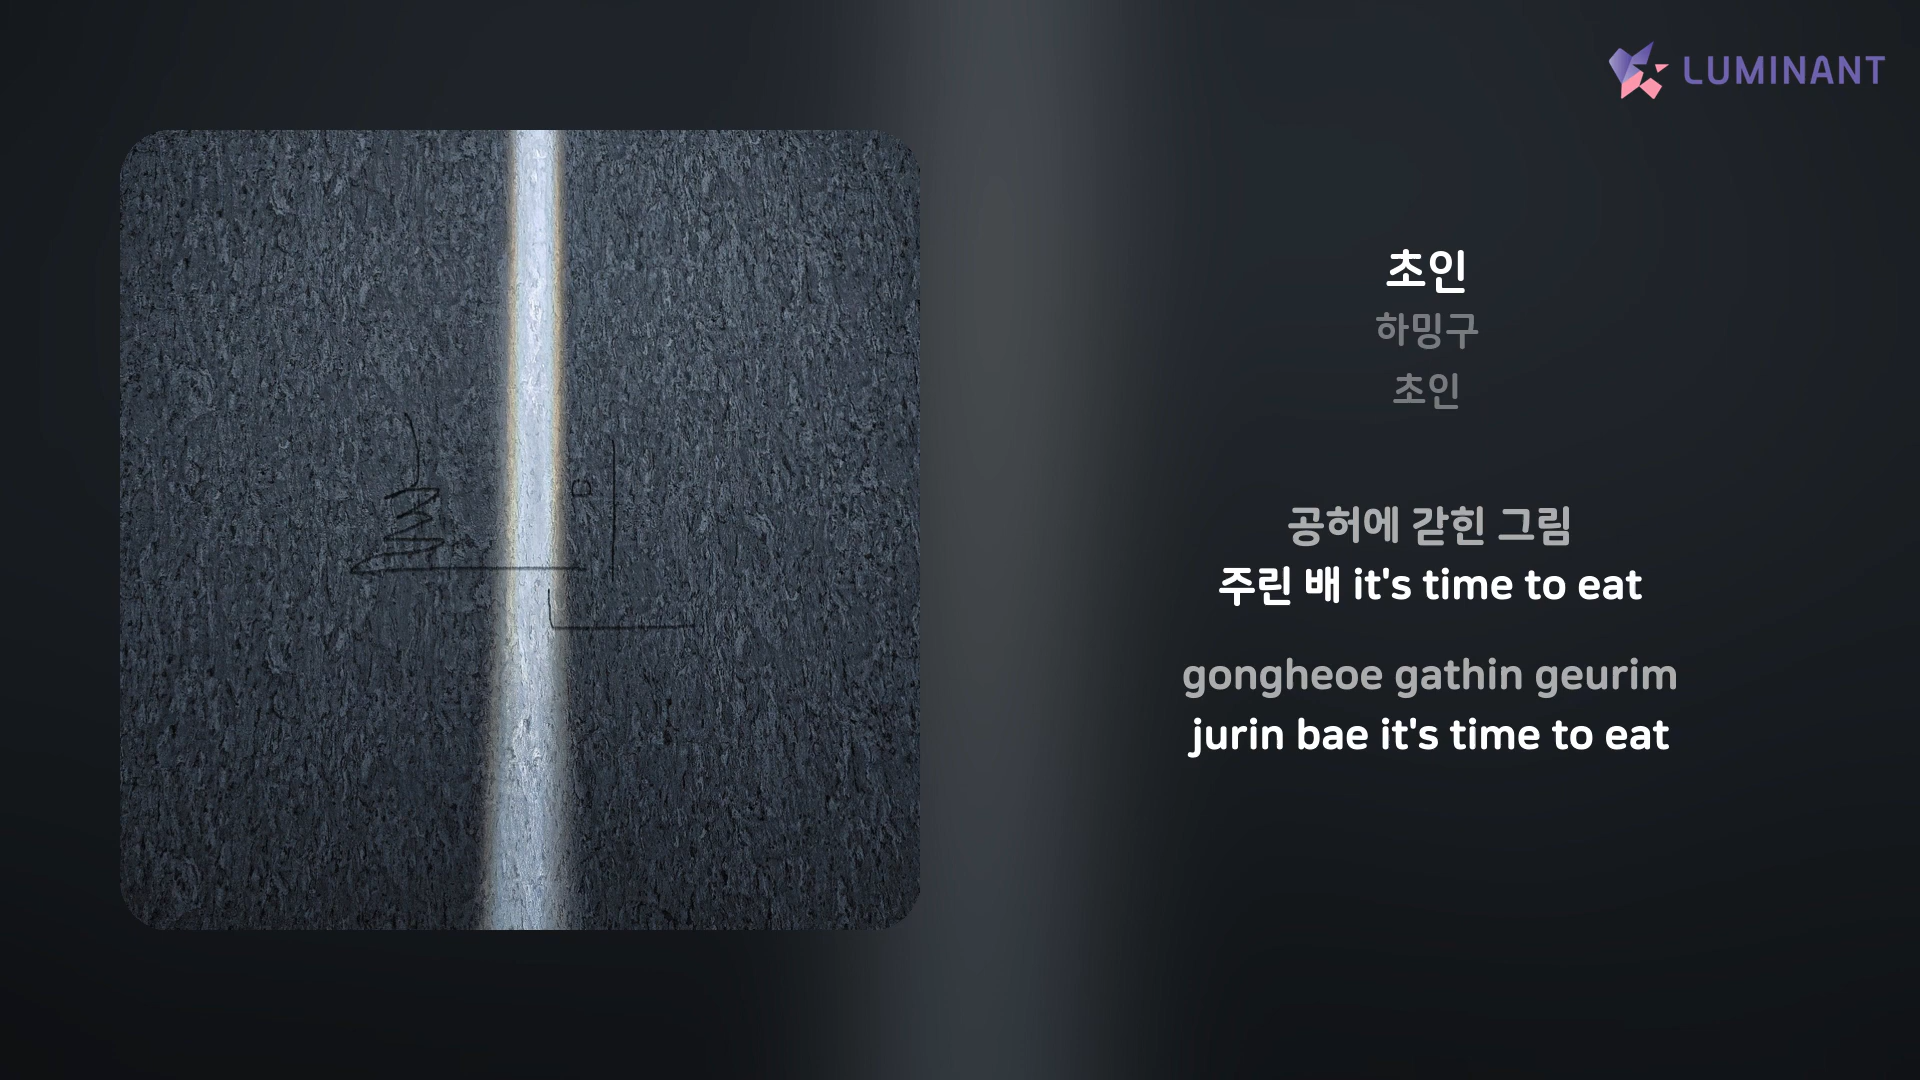 LUMINANT
초인
하밍구
초인
공허에 갇힌 그림
주린 배 it's time to eat
gongheoe gathin geurim
jurin bae it's time to eat